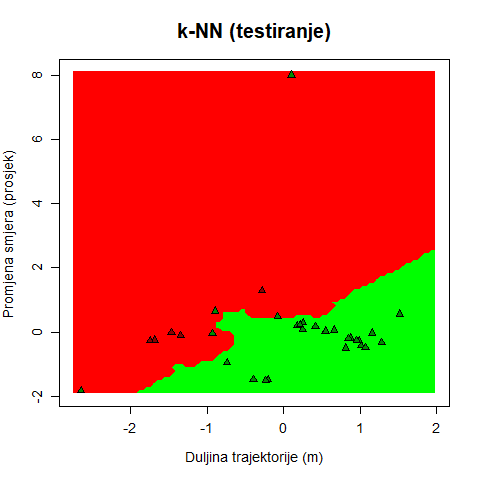 k-NN (testiranje)
Promjena smjera (prosjek)
8
6
4
2
0
-2
-2 -1 0 1 2
Duljina trajektorije (m)